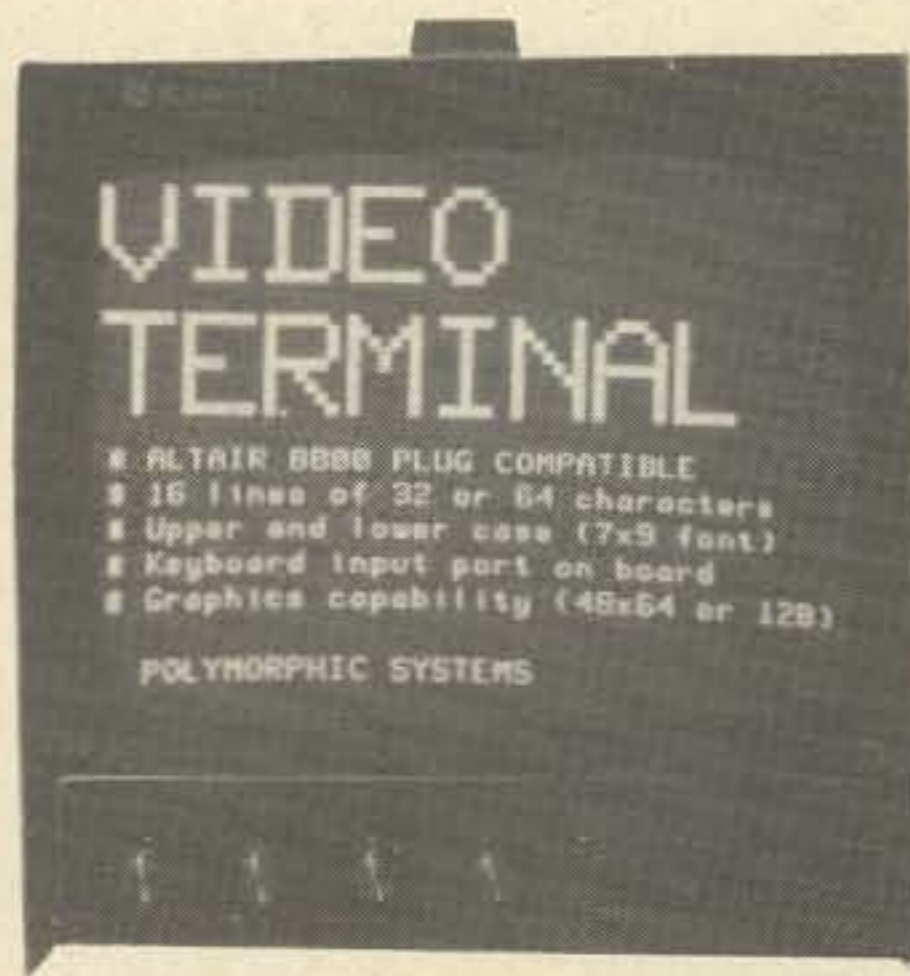 VIDEO
TERMINAL
# ALTAIR 8800 PLUG COMPATIBLE
# 16 lines of 32 or 64 characters
# Upper and lower case (7x9 font)
# Keyboard input port on board
# Graphics capability (48x64 or 128)
POLYMORPHIC SYSTEMS